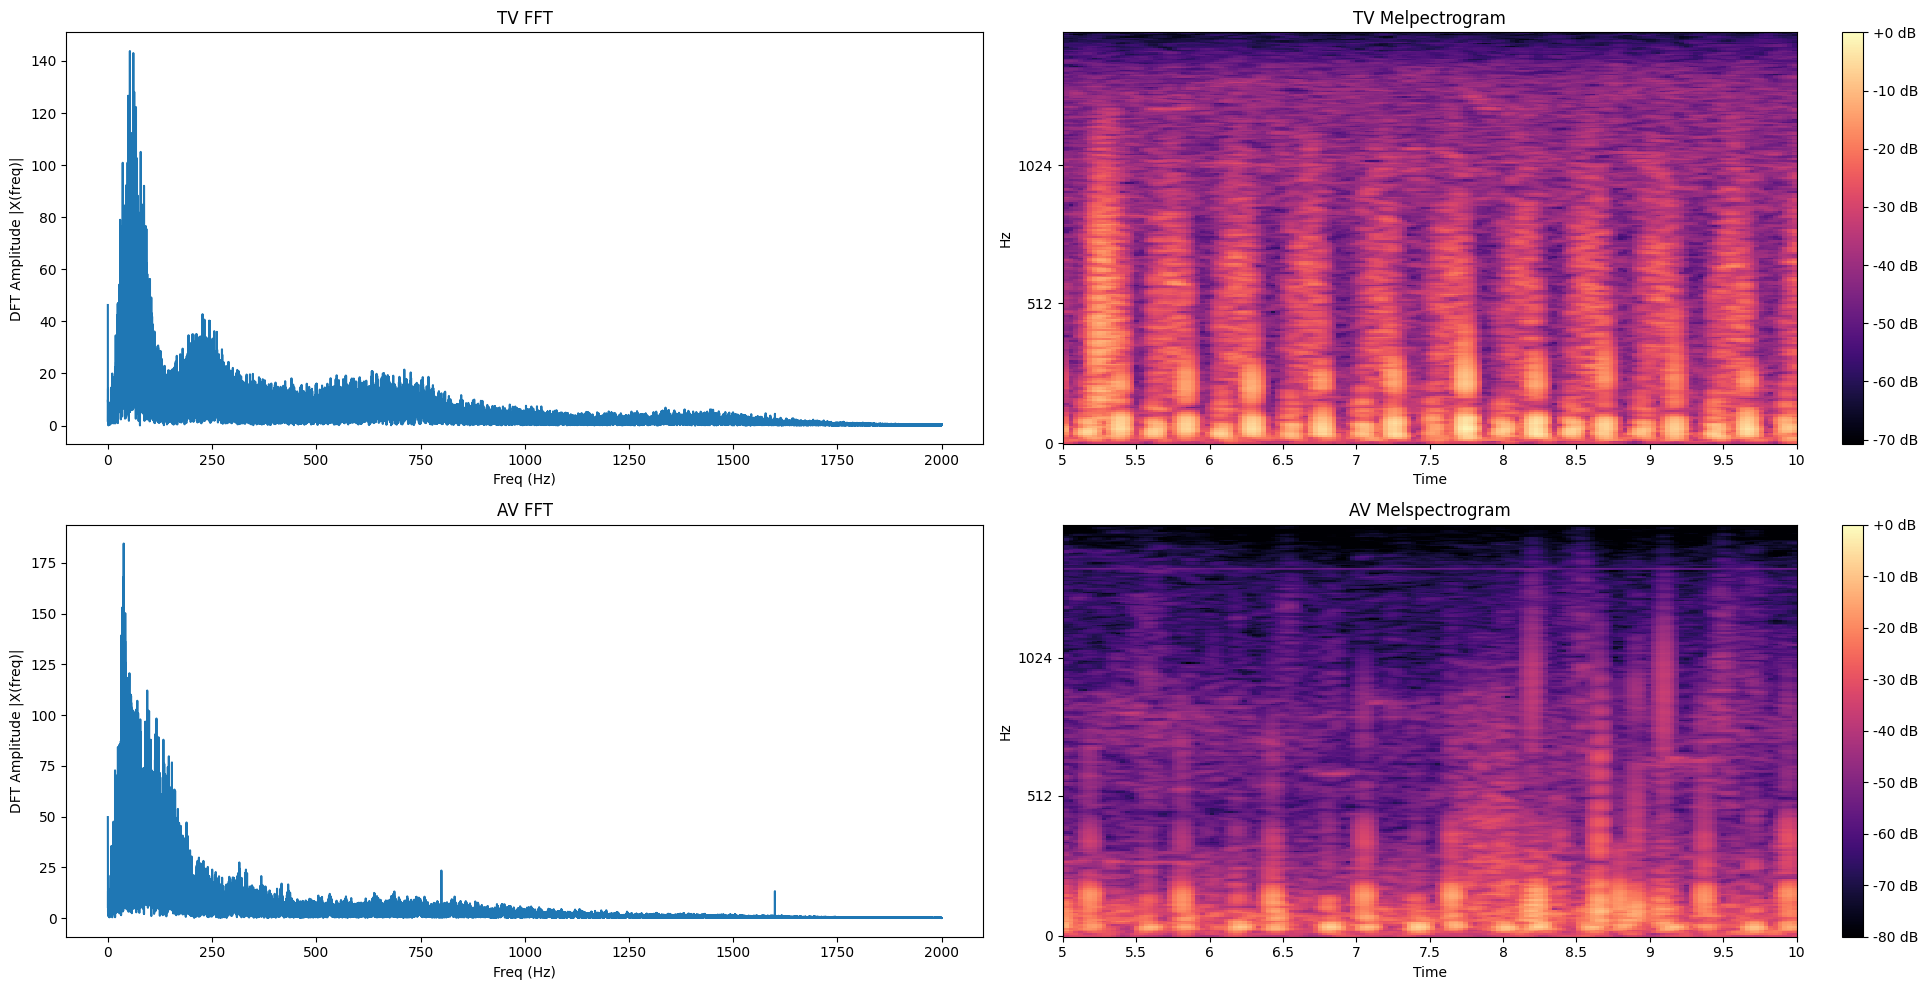 TV FFT
DFT Amplitude |X(freq)|
140
120
100
80
60
40
20
0
0 250 500 750 1000 1250 1500 1750 2000
Freq (Hz)
TV Melpectrogram
Hz
1024
512
0
5 5.5 6 6.5 7 7.5 8 8.5 9 9.5 10
Time
+0 dB
-10 dB
-20 dB
-30 dB
-40 dB
-50 dB
-60 dB
-70 dB
AV FFT
DFT Amplitude |X(freq)|
175
150
125
100
75
50
25
0
0 250 500 750 1000 1250 1500 1750 2000
Freq (Hz)
AV Melspectrogram
Hz
1024
512
0
5 5.5 6 6.5 7 7.5 8 8.5 9 9.5 10
Time
+0 dB
-10 dB
-20 dB
-30 dB
-40 dB
-50 dB
-60 dB
-70 dB
-80 dB